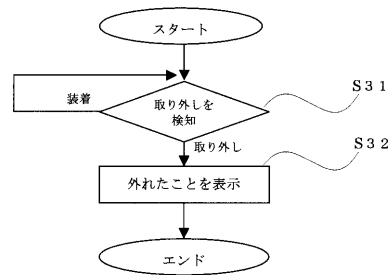 スタート
装着
取り外しを
検知
S31
取り外し
S32
外れたことを表示
エンド